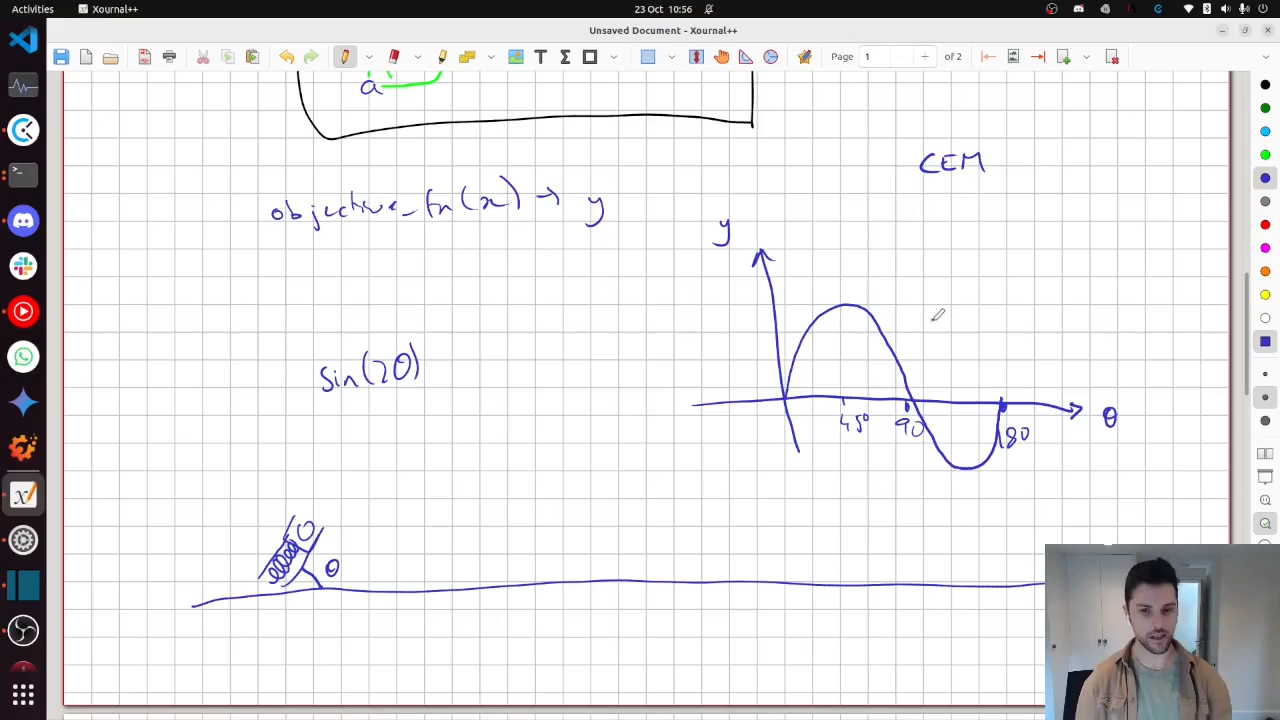 Activities
Xournal++
23 Oct 10:56
Unsaved Document - Xournal++
Page 1 of 2
a
CEM
objective_fn(x) → y
y
sin(2θ)
45° 90 180
θ
θ